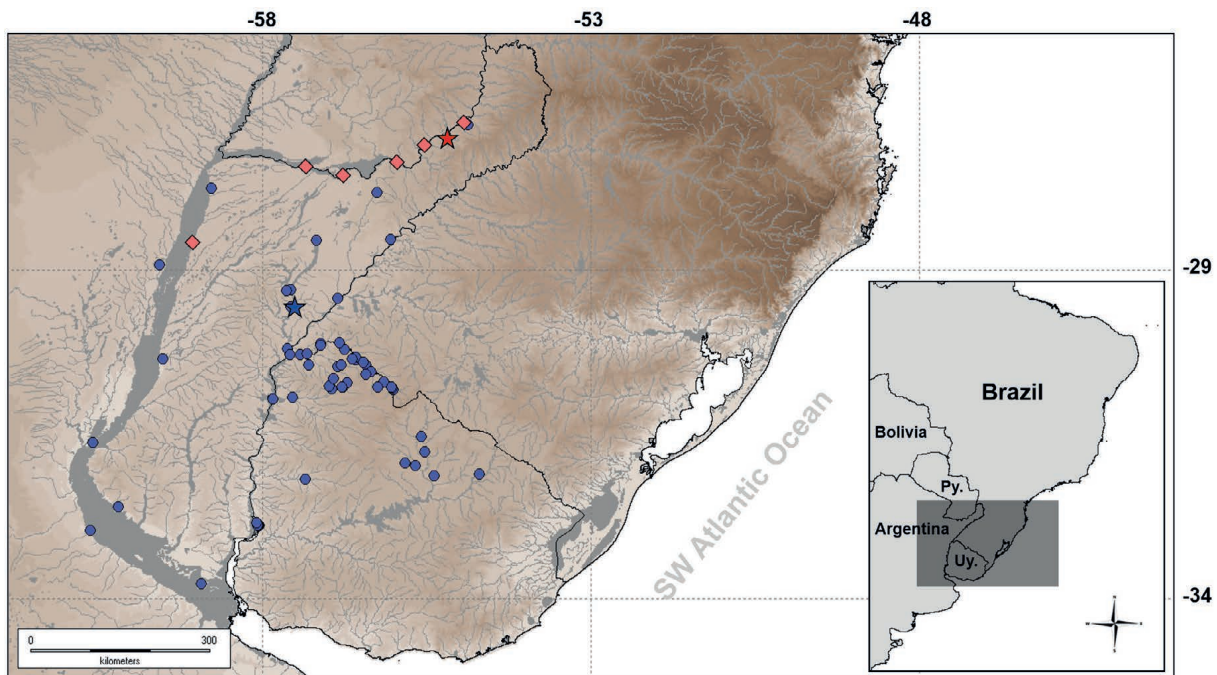 -58 -53 -48
-29
Brazil
Bolivia
Py.
Argentina
Uy.
SW Atlantic Ocean
-34
0 300
kilometers